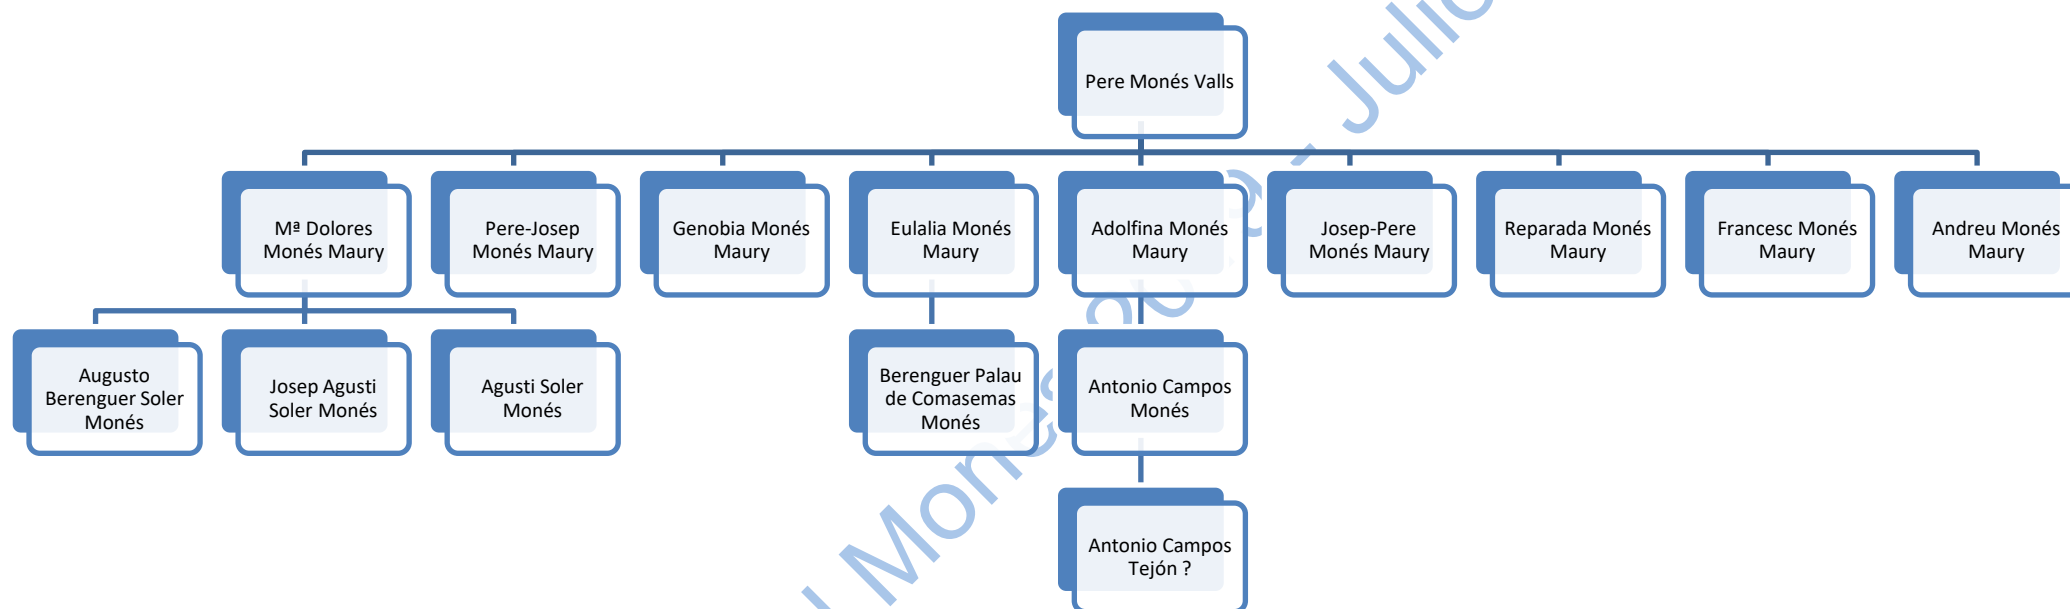 Pere Monés Valls
Mª Dolores
Monés Maury
Pere-Josep
Monés Maury
Genobia Monés
Maury
Eulalia Monés
Maury
Adolfina Monés
Maury
Josep-Pere
Monés Maury
Reparada Monés
Maury
Francesc Monés
Maury
Andreu Monés
Maury
Augusto
Berenguer Soler
Monés
Josep Agusti
Soler Monés
Agusti Soler
Monés
Berenguer Palau
de Comasemas
Monés
Antonio Campos
Monés
Antonio Campos
Tejón ?